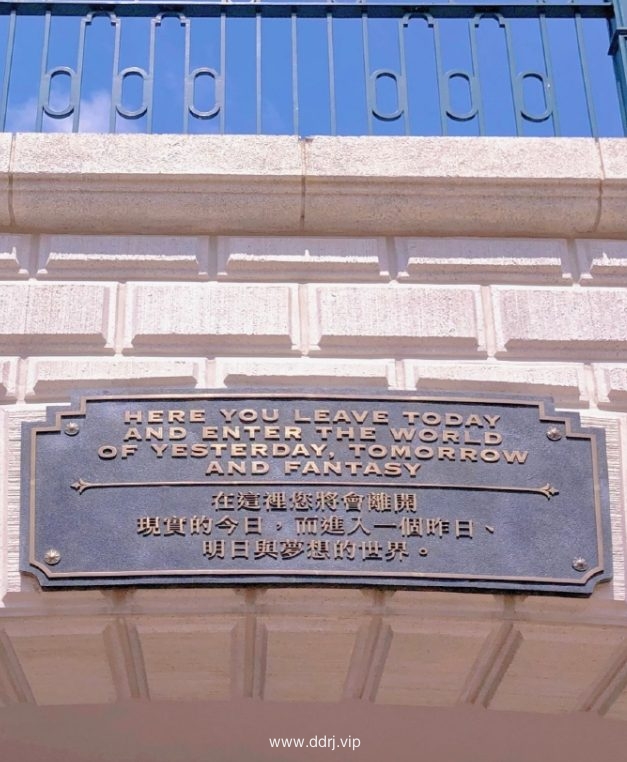 HERE YOU LEAVE TODAY
AND ENTER THE WORLD
OF YESTERDAY, TOMORROW
AND FANTASY
在這裡您將會離開
現實的今日，而進入一個昨日、
明日與夢想的世界。
www.ddrj.vip